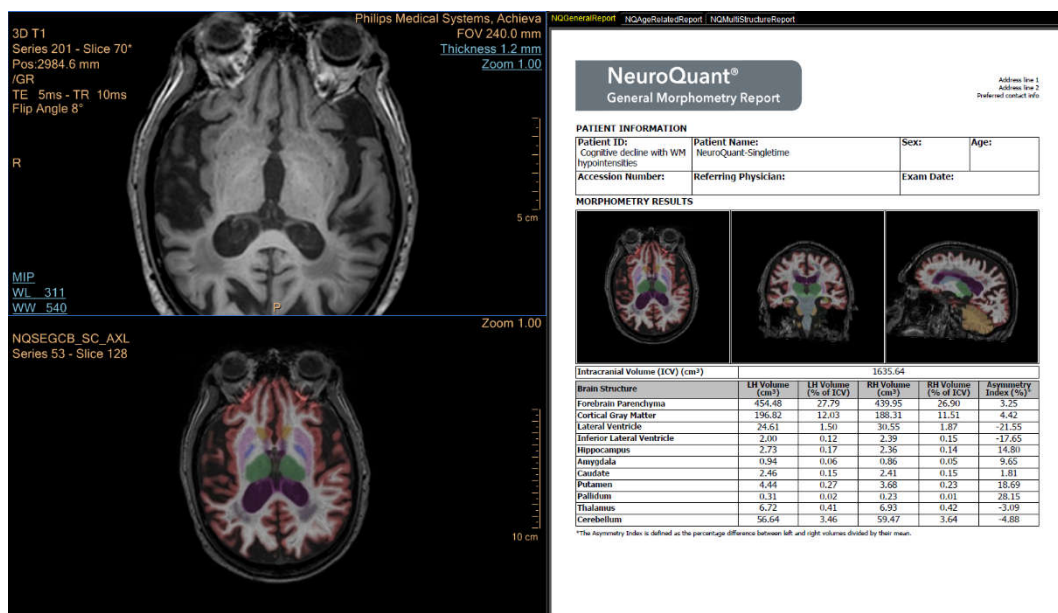 3D T1
Series 201 - Slice 70*
Pos:2984.6 mm
/GR
TE 5ms - TR 10ms
Flip Angle 8°
Philips Medical Systems, Achieva
FOV 240.0 mm
Thickness 1.2 mm
Zoom 1.00
R
5 cm
MIP
WL 311
WW 540
P
Zoom 1.00
NQSEGCB_SC_AXL
Series 53 - Slice 128
10 cm
NQGeneralReport NQAgeRelatedReport NQMultiStructureReport
NeuroQuant®
General Morphometry Report
Address line 1
Address line 2
Preferred contact info
PATIENT INFORMATION
Patient ID: Patient Name: Sex: Age:
Cognitive decline with WM NeuroQuant-Singletime
hypointensities
Accession Number: Referring Physician: Exam Date:
MORPHOMETRY RESULTS
Intracranial Volume (ICV) (cm³) 1635.64
Brain Structure LH Volume (cm³) LH Volume (% of ICV) RH Volume (cm³) RH Volume (% of ICV) Asymmetry Index (%)*
Forebrain Parenchyma 454.48 27.79 439.95 26.90 3.25
Cortical Gray Matter 196.82 12.03 188.31 11.51 4.42
Lateral Ventricle 24.61 1.50 30.55 1.87 -21.55
Inferior Lateral Ventricle 2.00 0.12 2.39 0.15 -17.65
Hippocampus 2.73 0.17 2.36 0.14 14.80
Amygdala 0.94 0.06 0.86 0.05 9.65
Caudate 2.46 0.15 2.41 0.15 1.81
Putamen 4.44 0.27 3.68 0.23 18.69
Pallidum 0.31 0.02 0.23 0.01 28.15
Thalamus 6.72 0.41 6.93 0.42 -3.09
Cerebellum 56.64 3.46 59.47 3.64 -4.88
*The Asymmetry Index is defined as the percentage difference between left and right volumes divided by their mean.